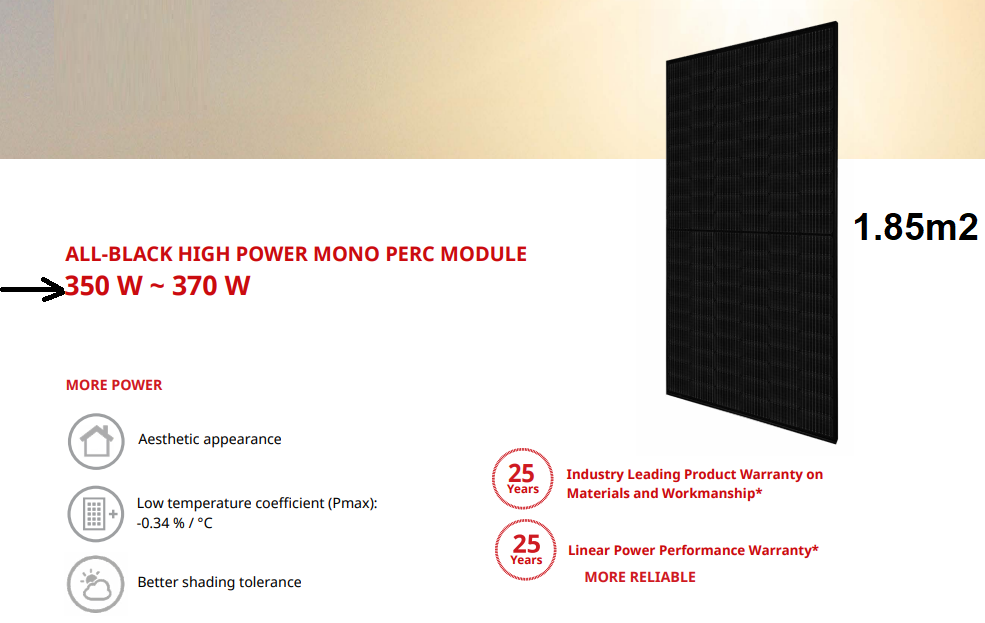 1.85m2
ALL-BLACK HIGH POWER MONO PERC MODULE
350 W ~ 370 W
MORE POWER
Aesthetic appearance
Low temperature coefficient (Pmax):
-0.34 % / °C
Better shading tolerance
25
Years
Industry Leading Product Warranty on
Materials and Workmanship*
25
Years
Linear Power Performance Warranty*
MORE RELIABLE